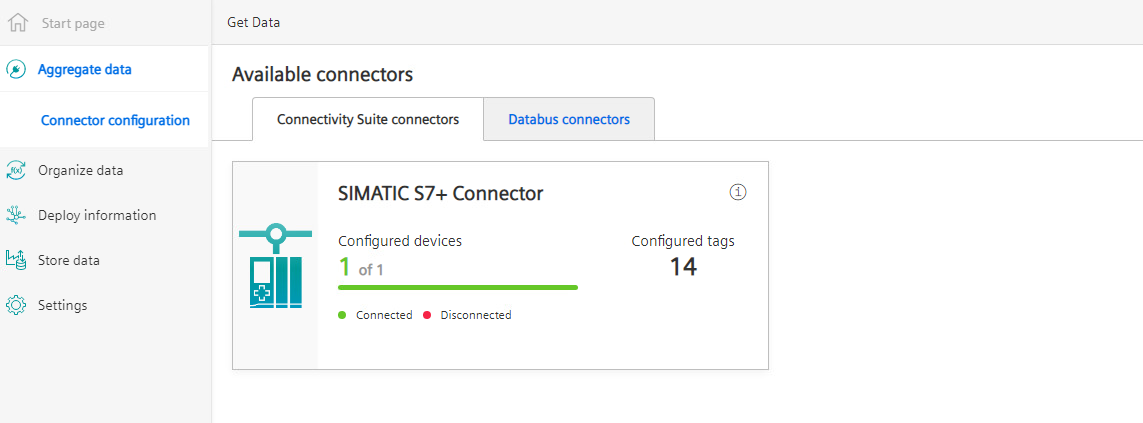 Start page
Get Data
Aggregate data
Connector configuration
Organize data
Deploy information
Store data
Settings
Available connectors
Connectivity Suite connectors
Databus connectors
SIMATIC S7+ Connector
Configured devices
1 of 1
Connected
Disconnected
Configured tags
14